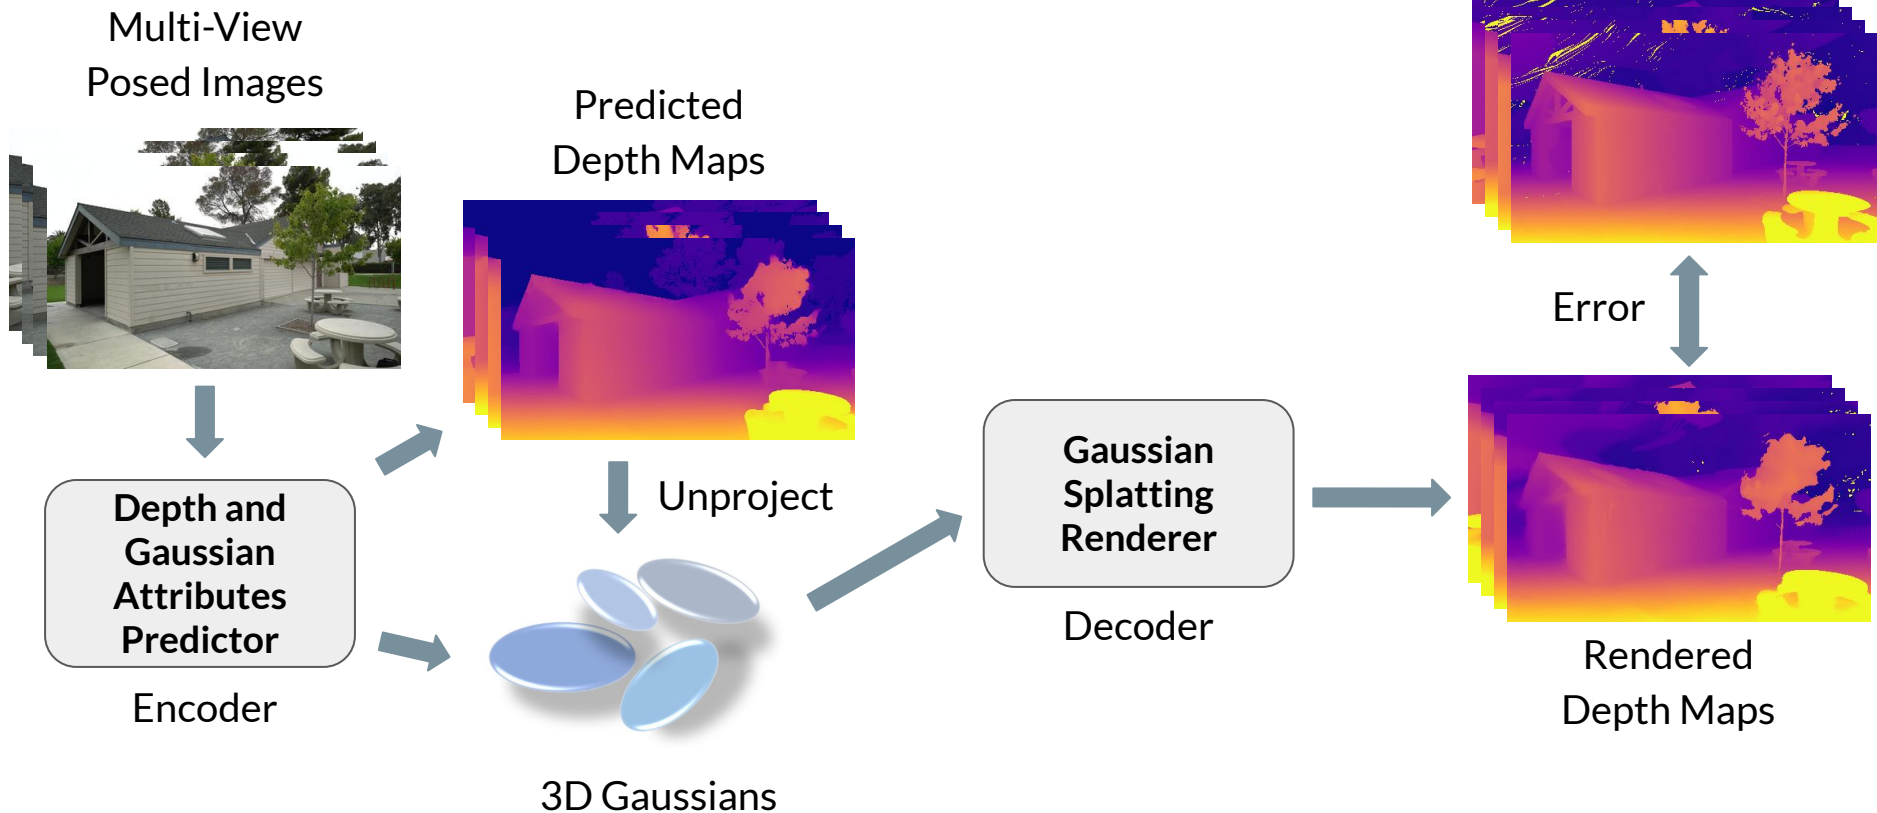 Multi-View
Posed Images
Predicted
Depth Maps
Depth and
Gaussian
Attributes
Predictor
Encoder
Unproject
3D Gaussians
Gaussian
Splatting
Renderer
Decoder
Error
Rendered
Depth Maps